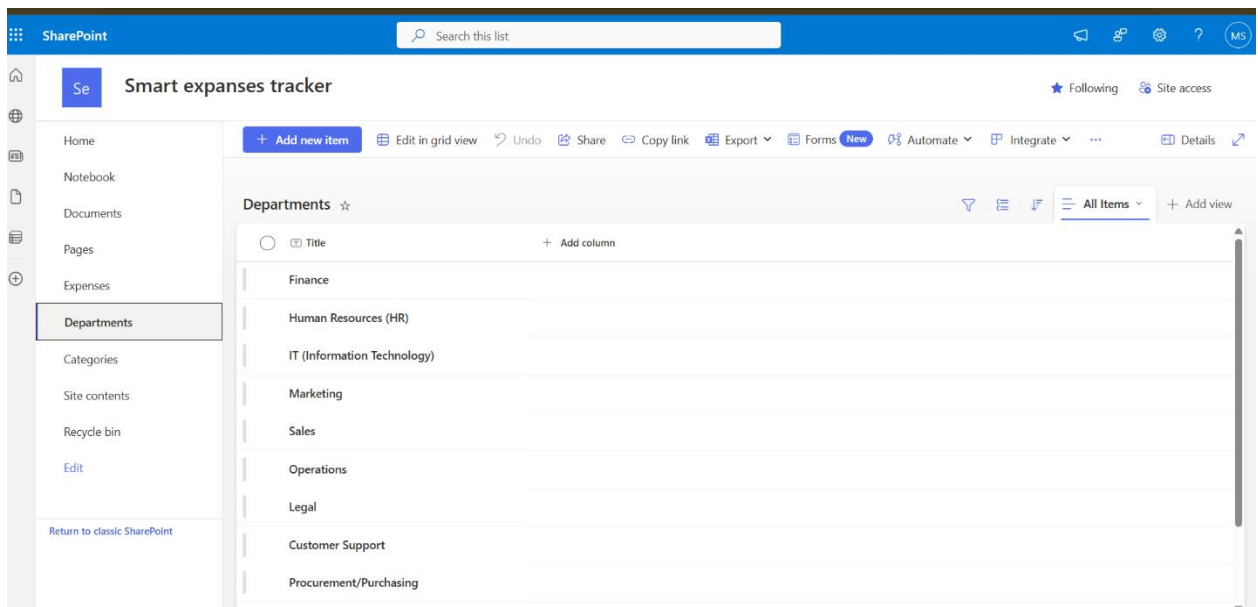 SharePoint
Search this list
MS
Se
Smart expanses tracker
Following
Site access
Home
Notebook
Documents
Pages
Expenses
Departments
Categories
Site contents
Recycle bin
Edit
Return to classic SharePoint
+ Add new item
Edit in grid view
Undo
Share
Copy link
Export
Forms New
Automate
Integrate
...
Details
Departments
All Items
+ Add view
Title
+ Add column
Finance
Human Resources (HR)
IT (Information Technology)
Marketing
Sales
Operations
Legal
Customer Support
Procurement/Purchasing